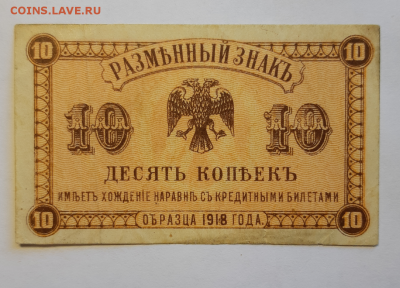 COINS.LAVE.RU
10 10
РАЗМѢННЫЙ ЗНАКЪ
10 10
ДЕСЯТЬ КОПѢЕКЪ
ИМѢЕТЪ ХОЖДЕНІЕ НАРАВНѢ СЪ КРЕДИТНЫМИ БИЛЕТАМИ
ОБРАЗЦА 1918 ГОДА.
10 10